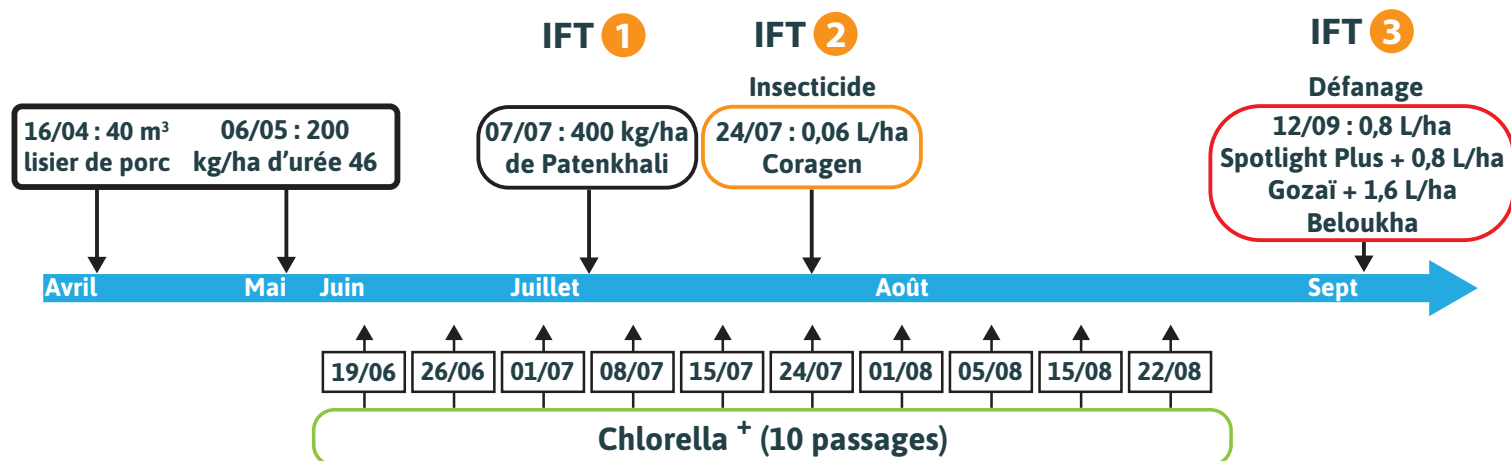 IFT 1
IFT 2
IFT 3
Insecticide
Défanage
16/04 : 40 m³
lisier de porc
06/05 : 200
kg/ha d’urée 46
07/07 : 400 kg/ha
de Patenkhali
24/07 : 0,06 L/ha
Coragen
12/09 : 0,8 L/ha
Spotlight Plus + 0,8 L/ha
Gozaï + 1,6 L/ha
Beloukha
Avril
Mai
Juin
Juillet
Août
Sept
19/06
26/06
01/07
08/07
15/07
24/07
01/08
05/08
15/08
22/08
Chlorella ⁺ (10 passages)